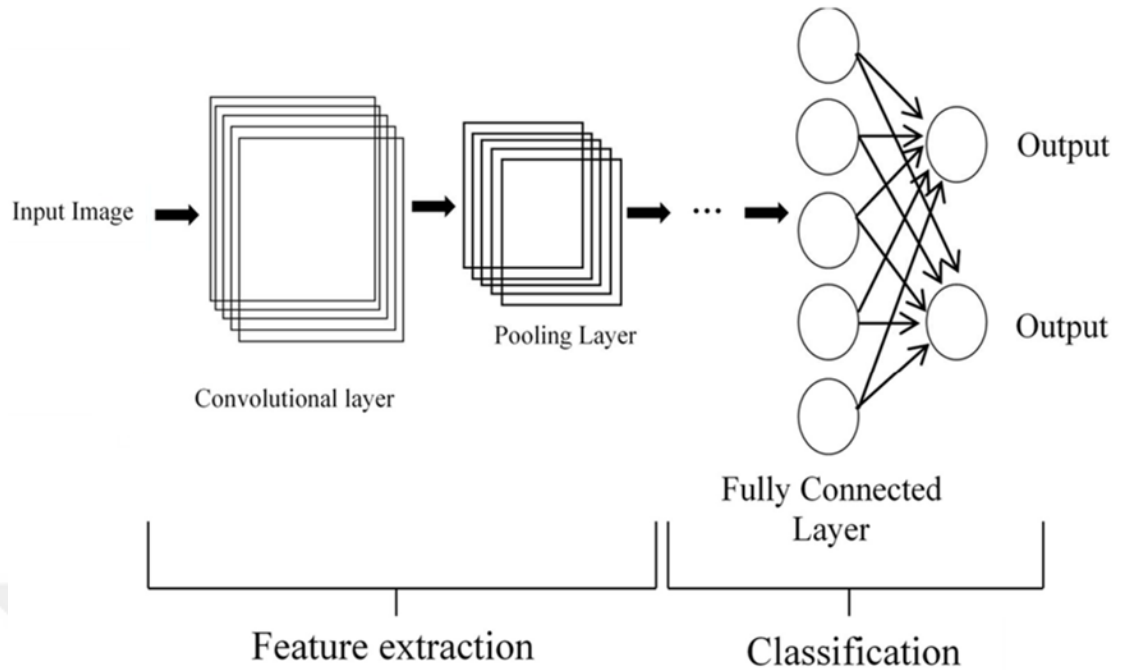 Input Image
Convolutional layer
Pooling Layer
...
Fully Connected
Layer
Output
Output
Feature extraction
Classification